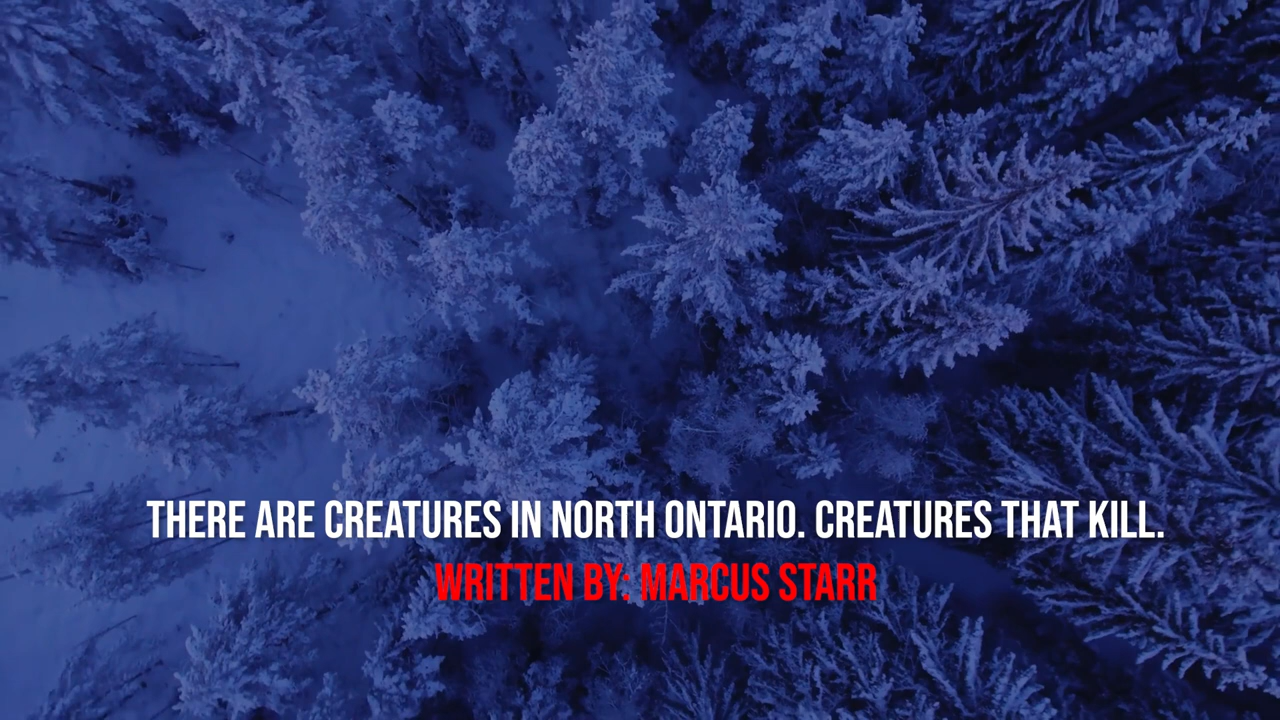 THERE ARE CREATURES IN NORTH ONTARIO. CREATURES THAT KILL.
WRITTEN BY: MARCUS STARR